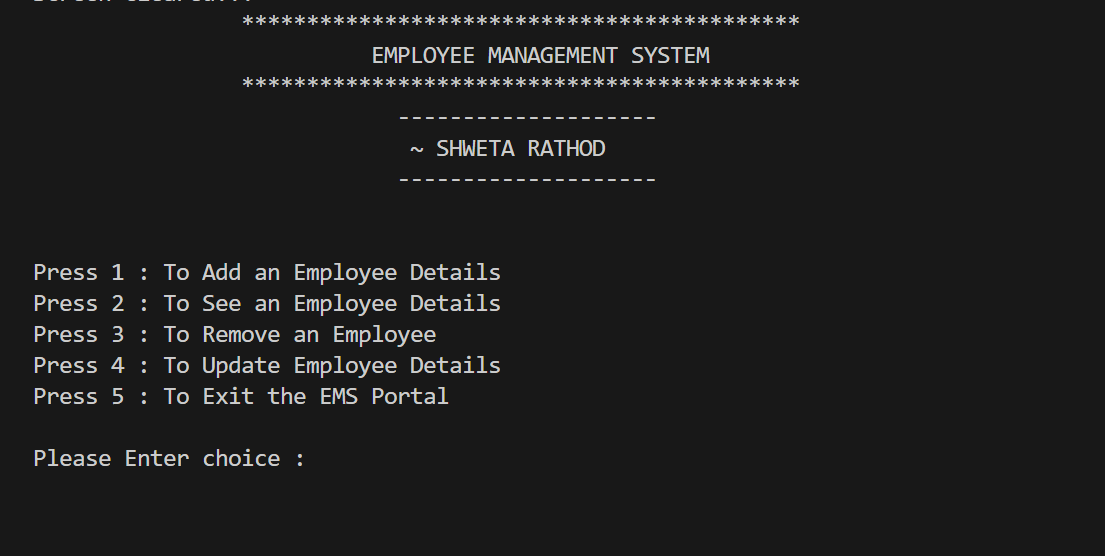 *******************************************
EMPLOYEE MANAGEMENT SYSTEM
*******************************************
--------------------
~ SHWETA RATHOD
--------------------
Press 1 : To Add an Employee Details
Press 2 : To See an Employee Details
Press 3 : To Remove an Employee
Press 4 : To Update Employee Details
Press 5 : To Exit the EMS Portal
Please Enter choice :